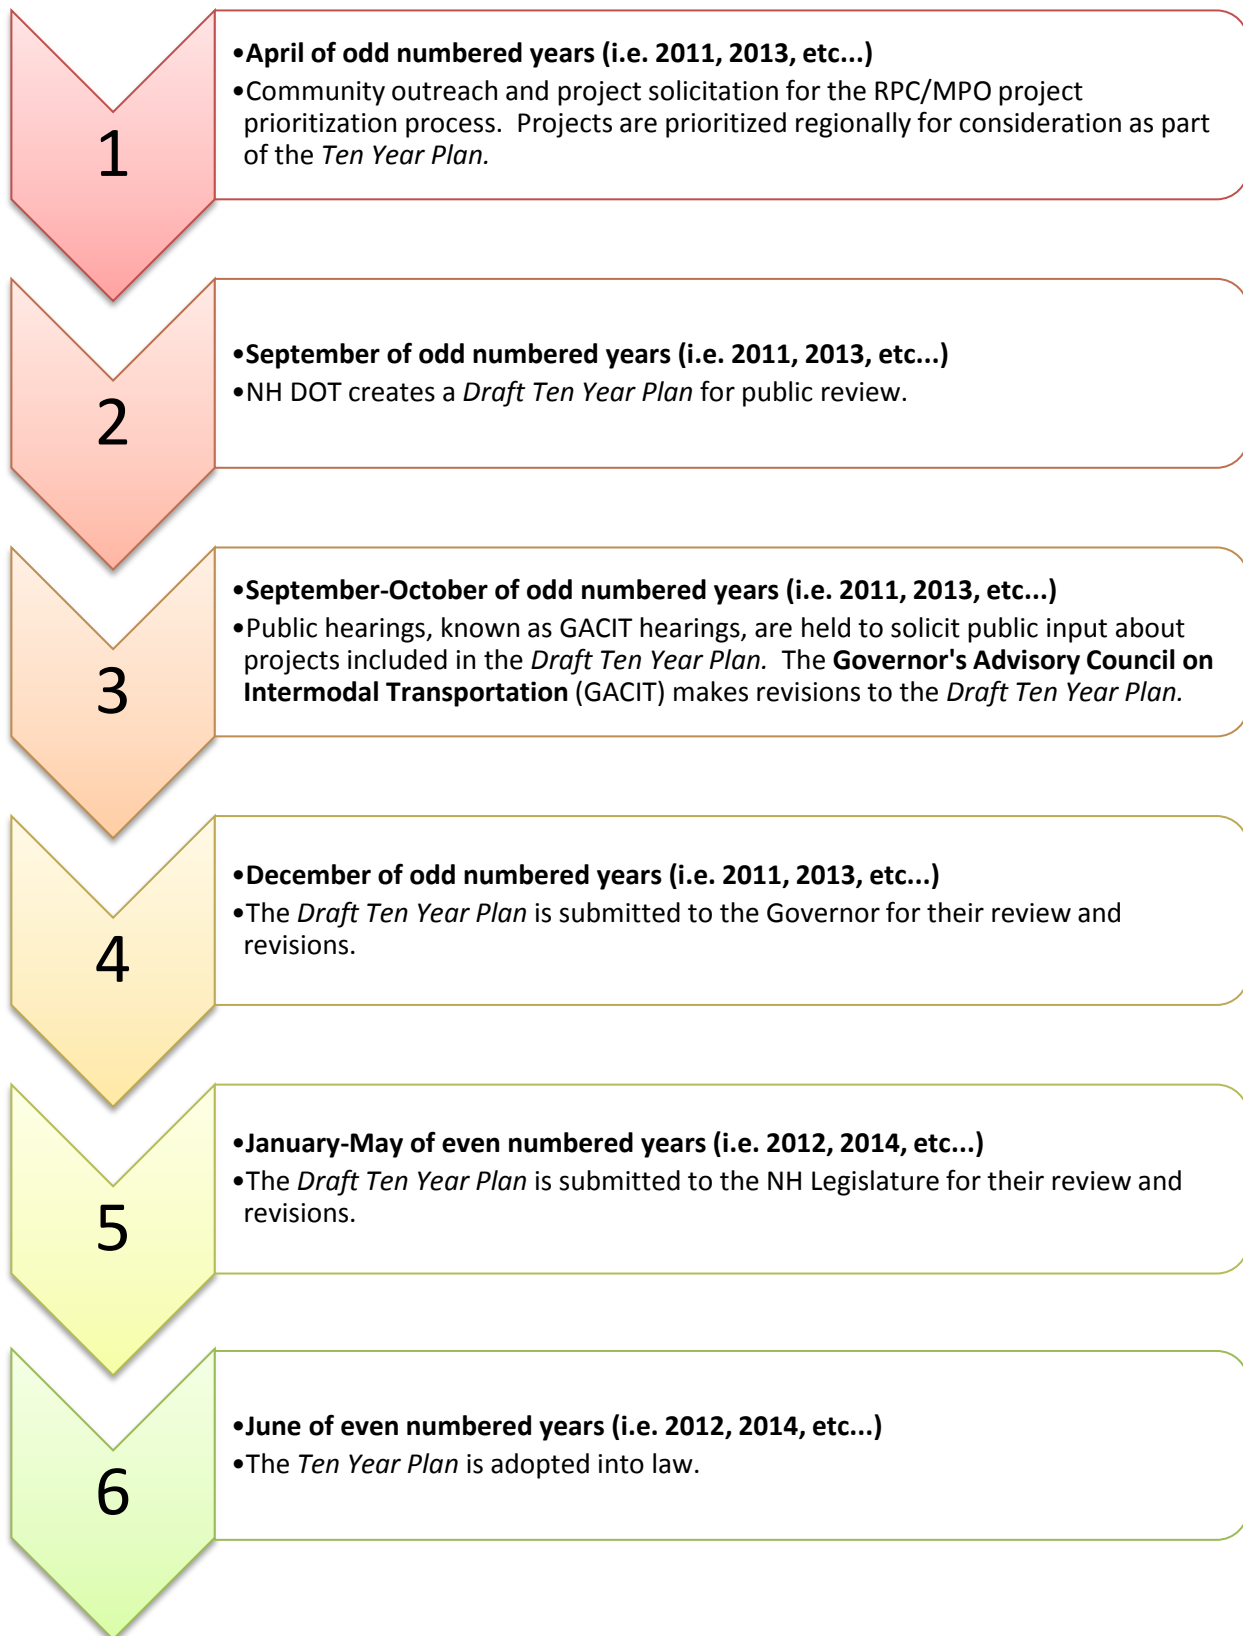 1
•April of odd numbered years (i.e. 2011, 2013, etc...)
•Community outreach and project solicitation for the RPC/MPO project
prioritization process.  Projects are prioritized regionally for consideration as part
of the Ten Year Plan.
2
•September of odd numbered years (i.e. 2011, 2013, etc...)
•NH DOT creates a Draft Ten Year Plan for public review.
3
•September-October of odd numbered years (i.e. 2011, 2013, etc...)
•Public hearings, known as GACIT hearings, are held to solicit public input about
projects included in the Draft Ten Year Plan.  The Governor's Advisory Council on
Intermodal Transportation (GACIT) makes revisions to the Draft Ten Year Plan.
4
•December of odd numbered years (i.e. 2011, 2013, etc...)
•The Draft Ten Year Plan is submitted to the Governor for their review and
revisions.
5
•January-May of even numbered years (i.e. 2012, 2014, etc...)
•The Draft Ten Year Plan is submitted to the NH Legislature for their review and
revisions.
6
•June of even numbered years (i.e. 2012, 2014, etc...)
•The Ten Year Plan is adopted into law.